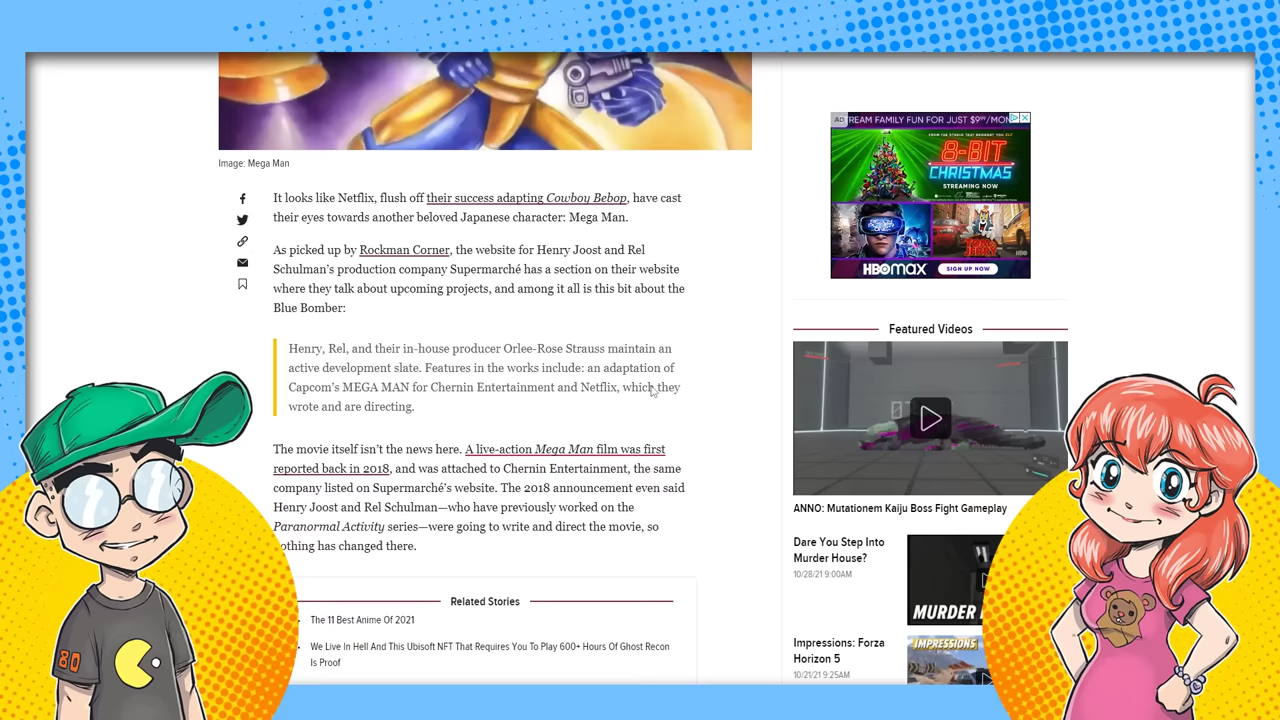 Image: Mega Man
It looks like Netflix, flush off their success adapting Cowboy Bebop, have cast
their eyes towards another beloved Japanese character: Mega Man.
As picked up by Rockman Corner, the website for Henry Joost and Rel
Schulman's production company Supermarché has a section on their website
where they talk about upcoming projects, and among it all is this bit about the
Blue Bomber:
Henry, Rel, and their in-house producer Orlee-Rose Strauss maintain an
active development slate. Features in the works include: an adaptation of
Capcom's MEGA MAN for Chernin Entertainment and Netflix, which they
wrote and are directing.
The movie itself isn't the news here. A live-action Mega Man film was first
reported back in 2018, and was attached to Chernin Entertainment, the same
company listed on Supermarché's website. The 2018 announcement even said
Henry Joost and Rel Schulman—who have previously worked on the
Paranormal Activity series—were going to write and direct the movie, so
nothing has changed there.
Related Stories
The 11 Best Anime Of 2021
We Live In Hell And This Ubisoft NFT That Requires You To Play 600+ Hours Of Ghost Recon
Is Proof
AD
REAM FAMILY FUN FOR JUST $9.99/MON
8-BIT
CHRISTMAS
STREAMING NOW
TOM
JERRY
HBO
HBOMAX
SIGN UP NOW
Featured Videos
ANNO: Mutationem Kaiju Boss Fight Gameplay
Dare You Step Into
Murder House?
10/28/21 9:00AM
MURDER
Impressions: Forza
Horizon 5
10/21/21 9:25AM
IMPRESSIONS
80